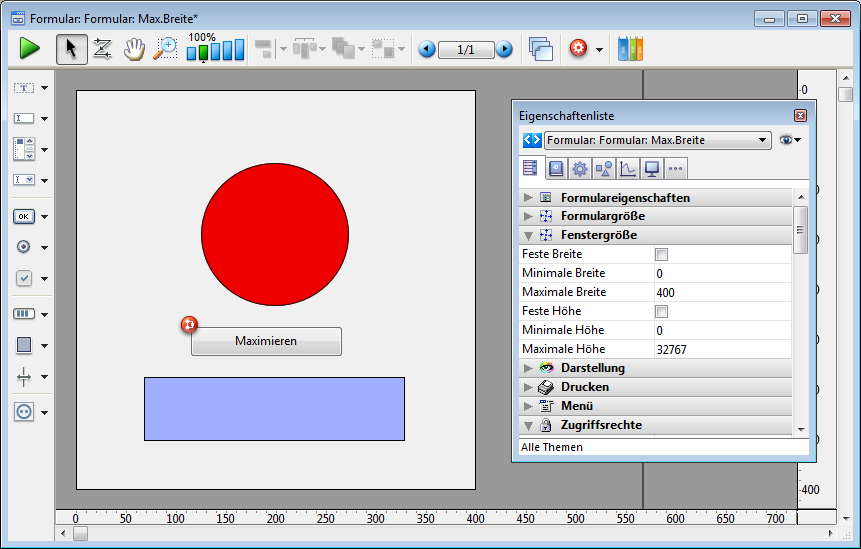 Formular: Formular: Max.Breite*
100%
1/1
Eigenschaftenliste
Formular: Formular: Max.Breite
Formulareigenschaften
Formulargröße
Fenstergröße
Feste Breite
Minimale Breite 0
Maximale Breite 400
Feste Höhe
Minimale Höhe 0
Maximale Höhe 32767
Darstellung
Drucken
Menü
Zugriffsrechte
Alle Themen
Maximieren
OK
0
400
0 50 100 150 200 250 300 350 400 450 500 550 600 650 700